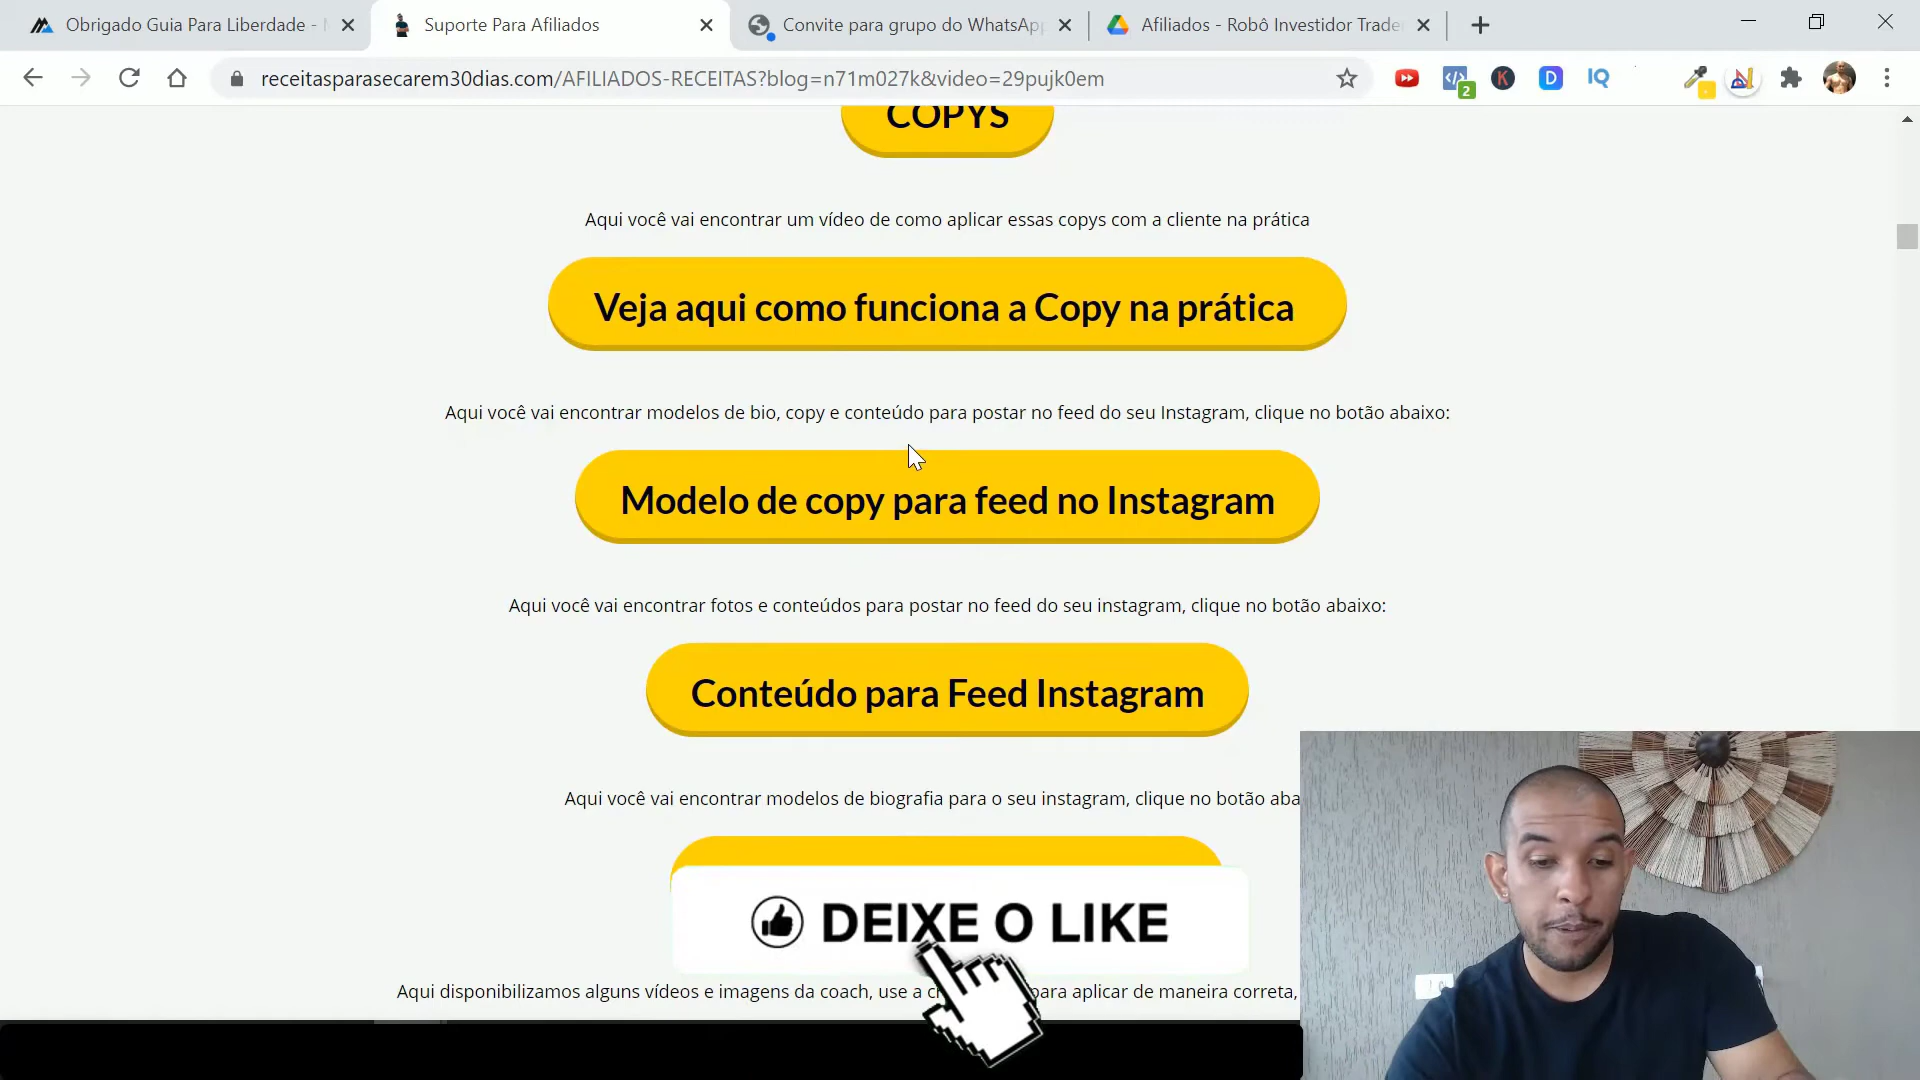 Obrigado Guia Para Liberdade -
Suporte Para Afiliados
Convite para grupo do WhatsApp
Afiliados - Robô Investidor Trader
receitasparasecarem30dias.com/AFILIADOS-RECEITAS?blog=n71m027k&video=29pujk0em
2
K
D
IQ
COPYS
Aqui você vai encontrar um vídeo de como aplicar essas copys com a cliente na prática
Veja aqui como funciona a Copy na prática
Aqui você vai encontrar modelos de bio, copy e conteúdo para postar no feed do seu Instagram, clique no botão abaixo:
Modelo de copy para feed no Instagram
Aqui você vai encontrar fotos e conteúdos para postar no feed do seu instagram, clique no botão abaixo:
Conteúdo para Feed Instagram
Aqui você vai encontrar modelos de biografia para o seu instagram, clique no botão aba
DEIXE O LIKE
Aqui disponibilizamos alguns vídeos e imagens da coach, use a para aplicar de maneira correta,